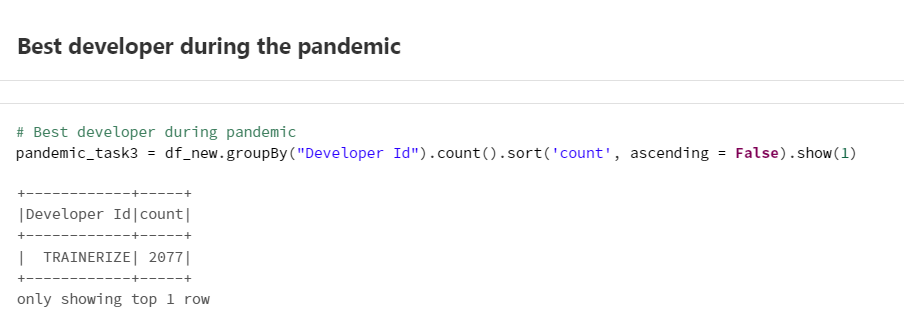 Best developer during the pandemic
# Best developer during pandemic
pandemic_task3 = df_new.groupBy("Developer Id").count().sort('count', ascending = False).show(1)
+------------+-----+
|Developer Id|count|
+------------+-----+
|  TRAINERIZE| 2077|
+------------+-----+
only showing top 1 row